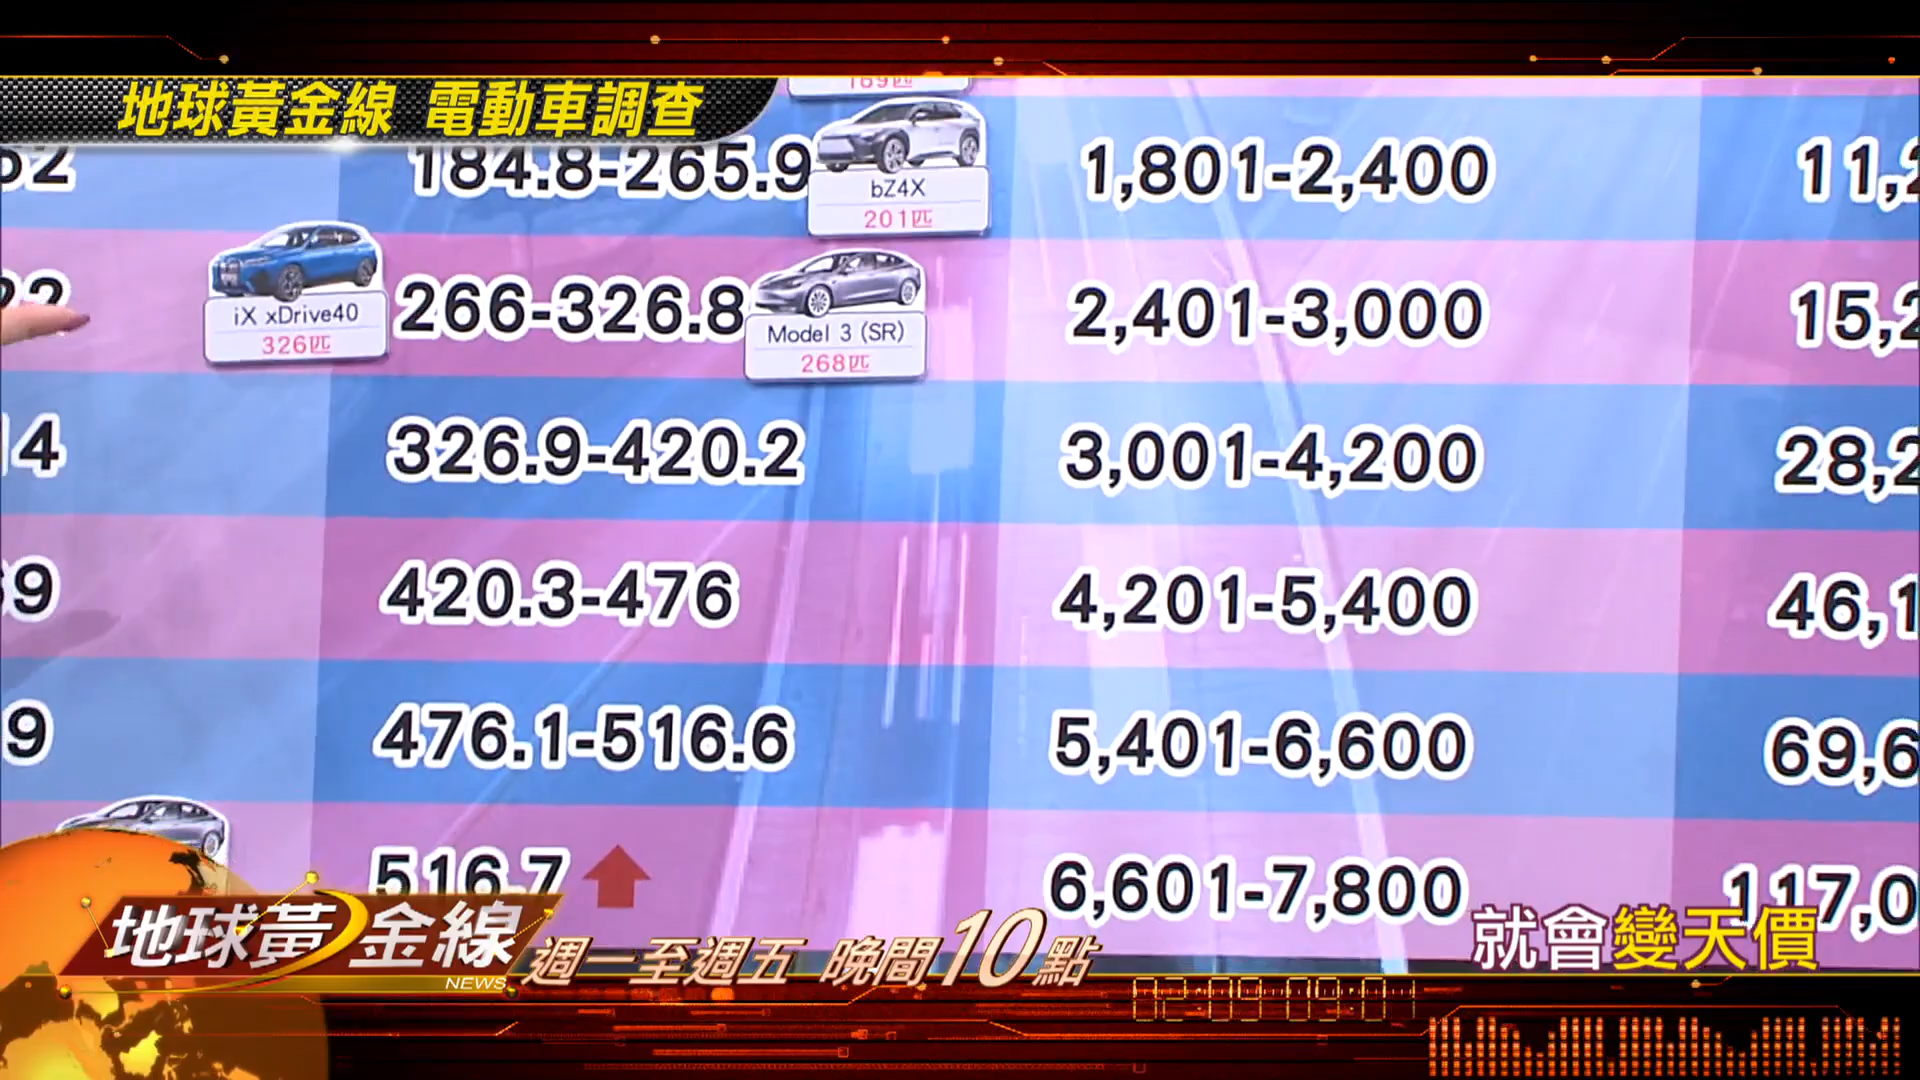 地球黃金線 電動車調查
184.8-265.9
bZ4X
201匹
1,801-2,400
iX xDrive40
326匹
266-326.8
Model 3 (SR)
268匹
2,401-3,000
326.9-420.2
3,001-4,200
420.3-476
4,201-5,400
476.1-516.6
5,401-6,600
516.7
6,601-7,800
就會變天價
地球黃金線
NEWS
週一至週五 晚間10點